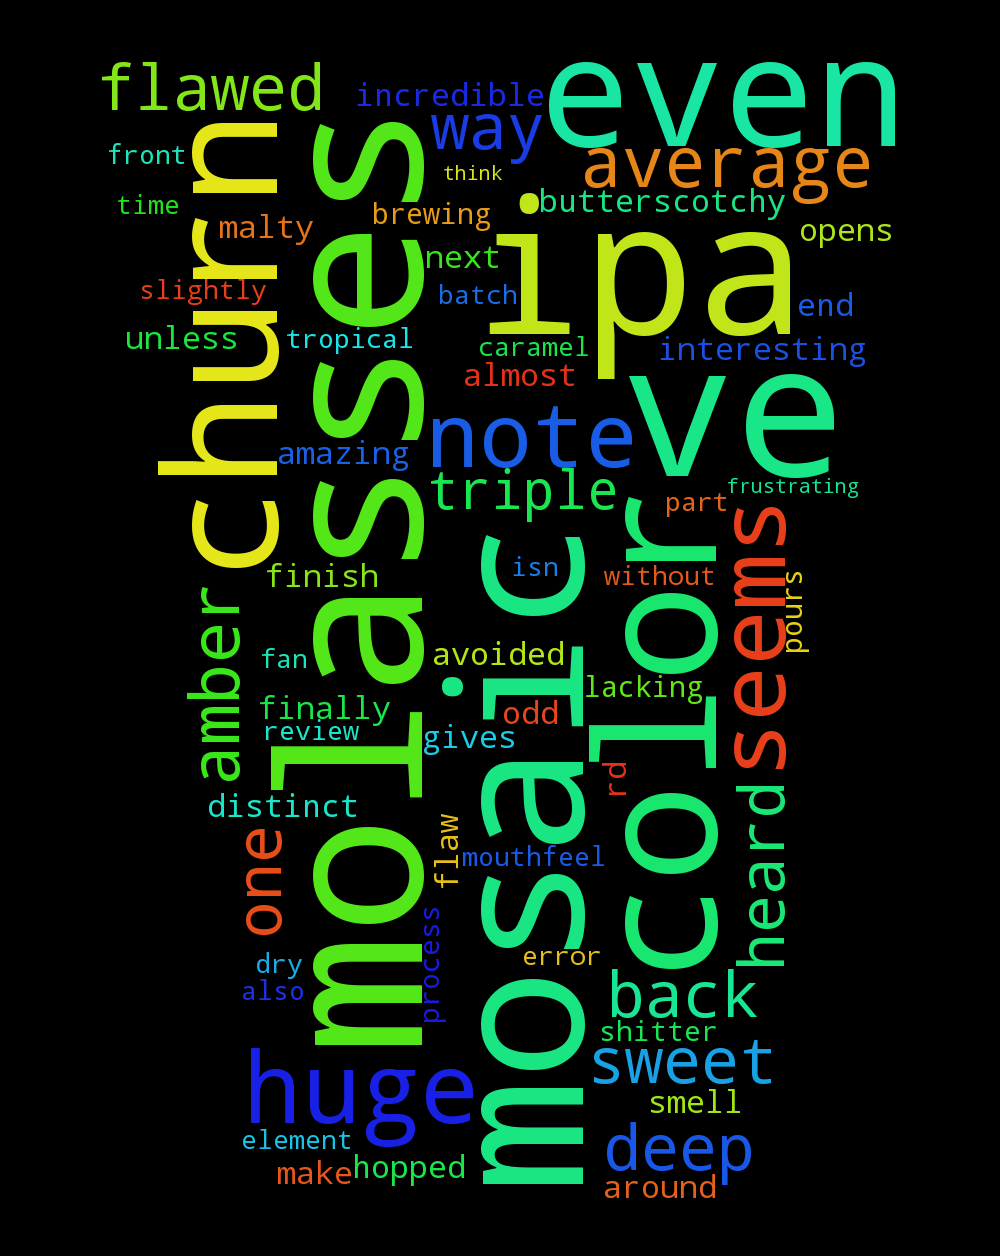 flawed
incredible
even
way
front
average
think
time
butterscotchy
brewing
malty
opens
churn
molasses
ipa
next
slightly
batch
end
unless
tropical
caramel
interesting
almost
ve
note
amazing
triple
frustrating
part
mosaic
color
seems
isn
without
finish
pours
amber
avoided
fan
lacking
finally
odd
review
gives
rd
distinct
heard
one
flaw
mouthfeel
process
error
dry
also
back
shitter
huge
sweet
smell
element
deep
make
hopped
around